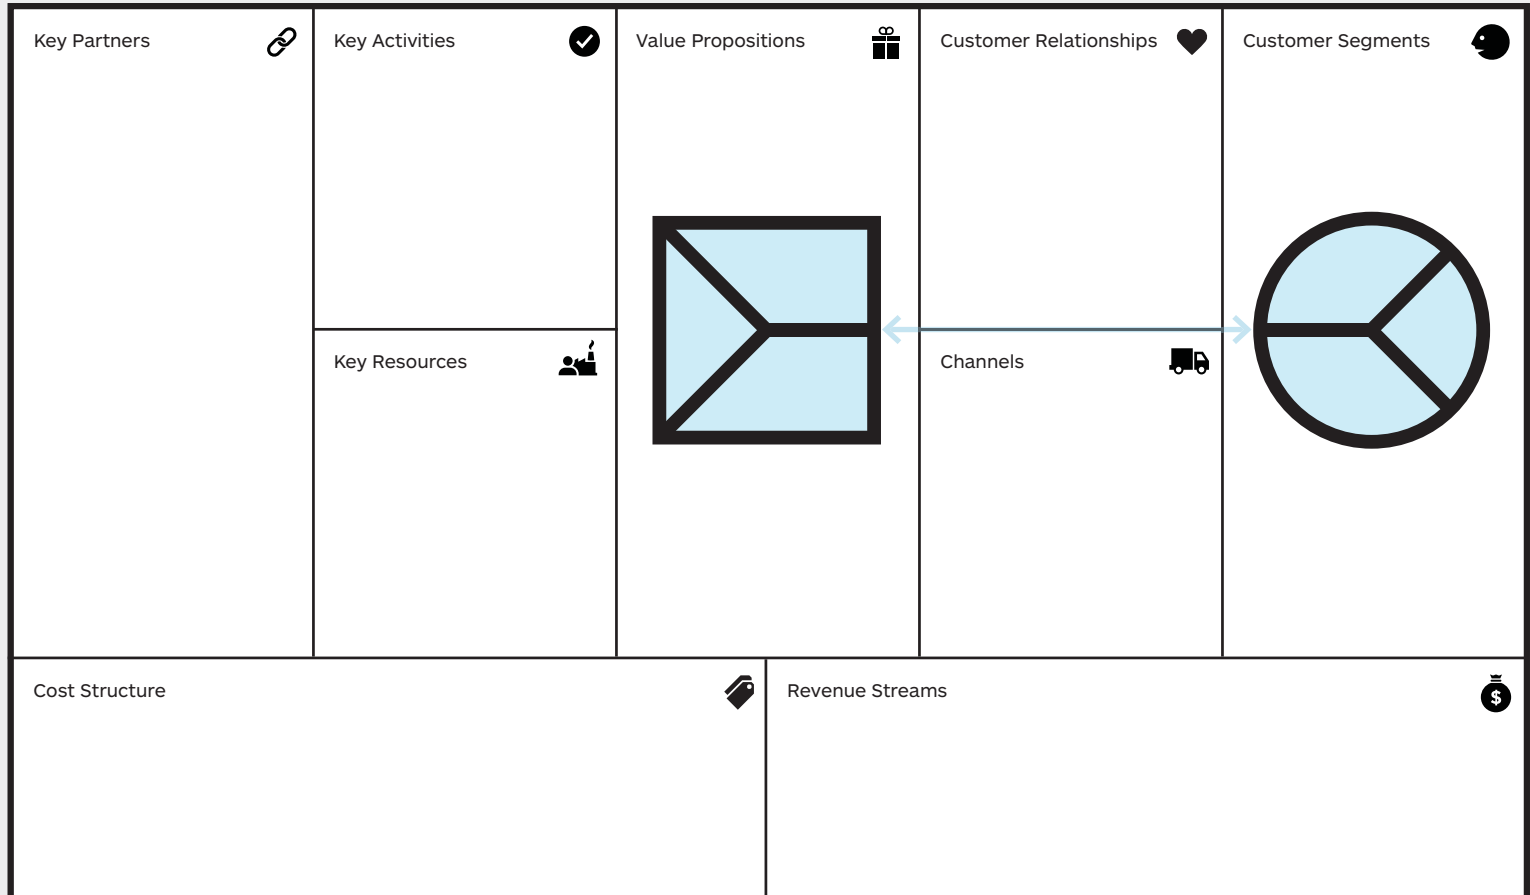 Key Partners
Key Activities
Value Propositions
Customer Relationships
Customer Segments
Key Resources
Channels
Cost Structure
Revenue Streams
$